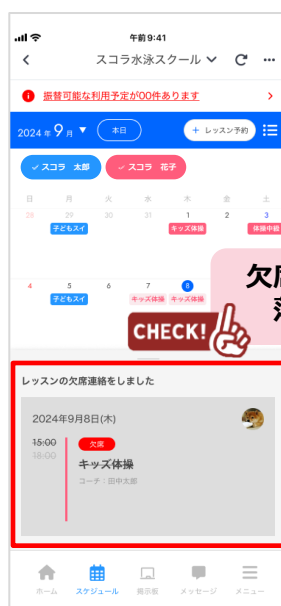 午前9:41
スコラ水泳スクール
振替可能な利用予定が00件あります
2024年9月 ▼ 本日 + レッスン予約
✓スコラ 太郎 ✓スコラ 花子
日 月 火 水 木 金 土
28 29 30 31 1 2 3
子どもスイ キッズ体操 体操中級
4 5 6 7 8
子どもスイ キッズ体操 キッズ体操
欠席
CHECK!
レッスンの欠席連絡をしました
2024年9月8日(木)
15:00 欠席
18:00
キッズ体操
コーチ：田中太郎
ホーム スケジュール 掲示板 メッセージ メニュー